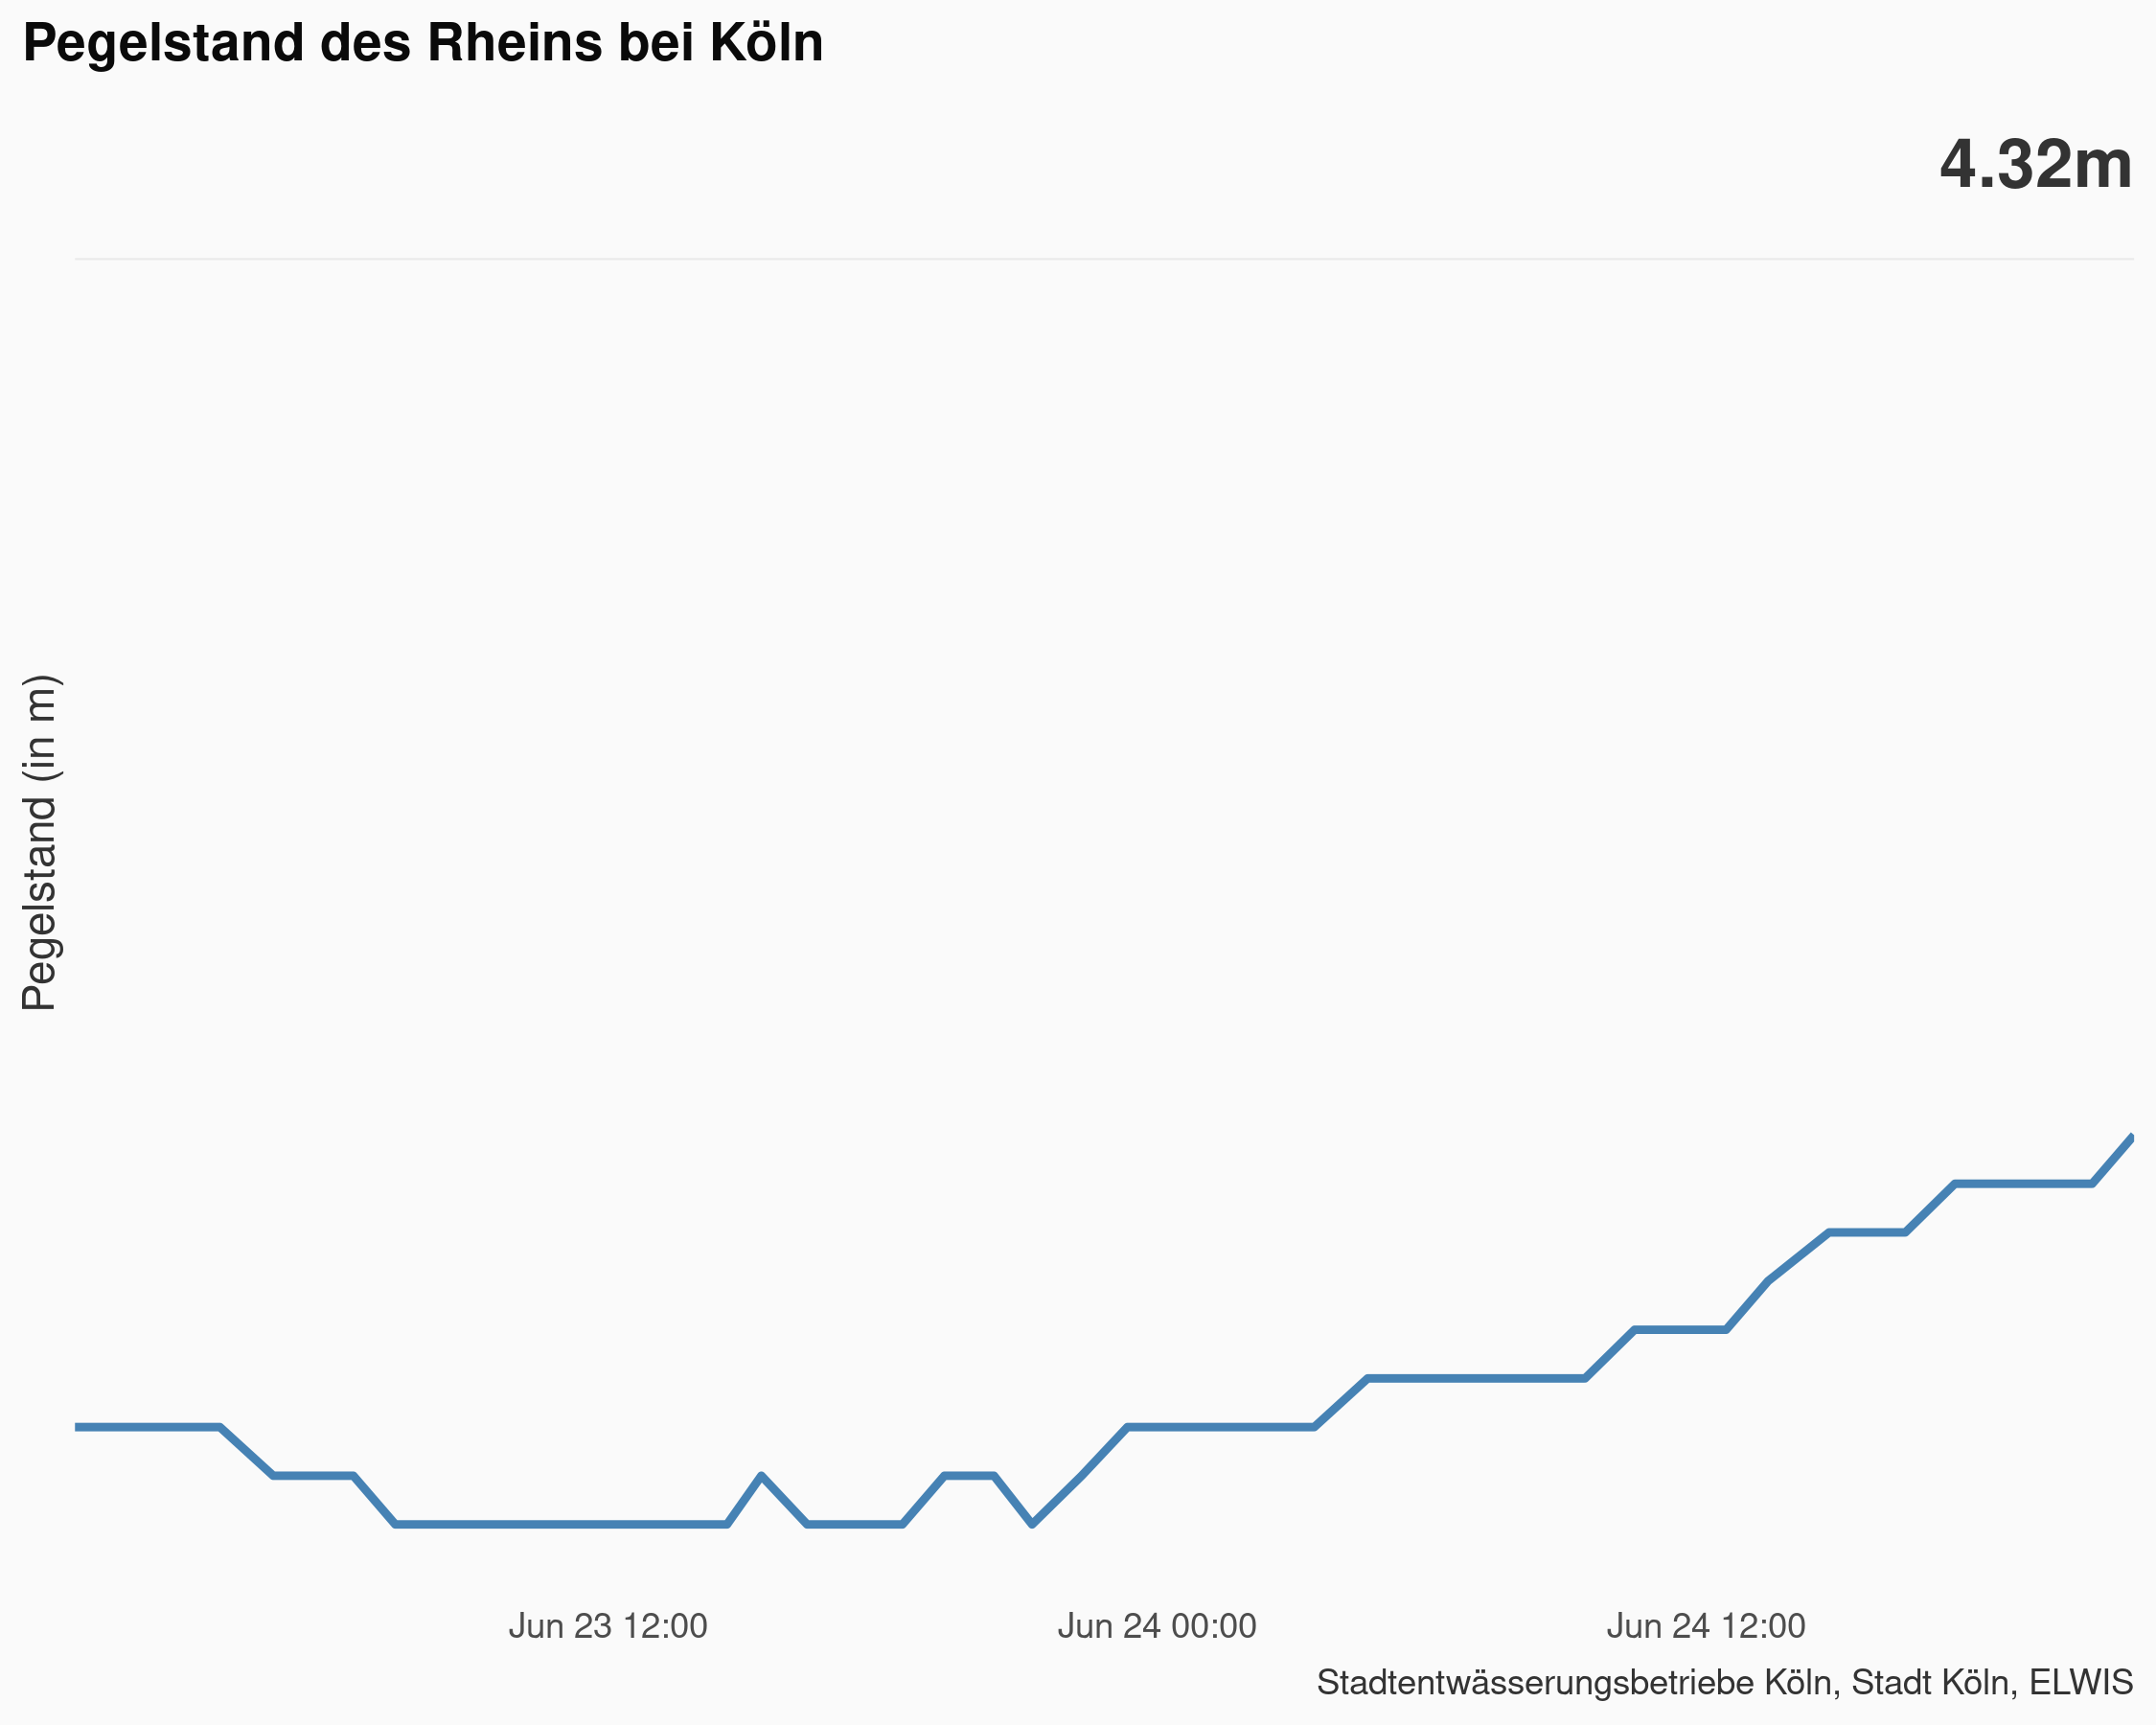 Pegelstand des Rheins bei Köln
4.32m
Pegelstand (in m)
Jun 23 12:00
Jun 24 00:00
Jun 24 12:00
Stadtentwässerungsbetriebe Köln, Stadt Köln, ELWIS